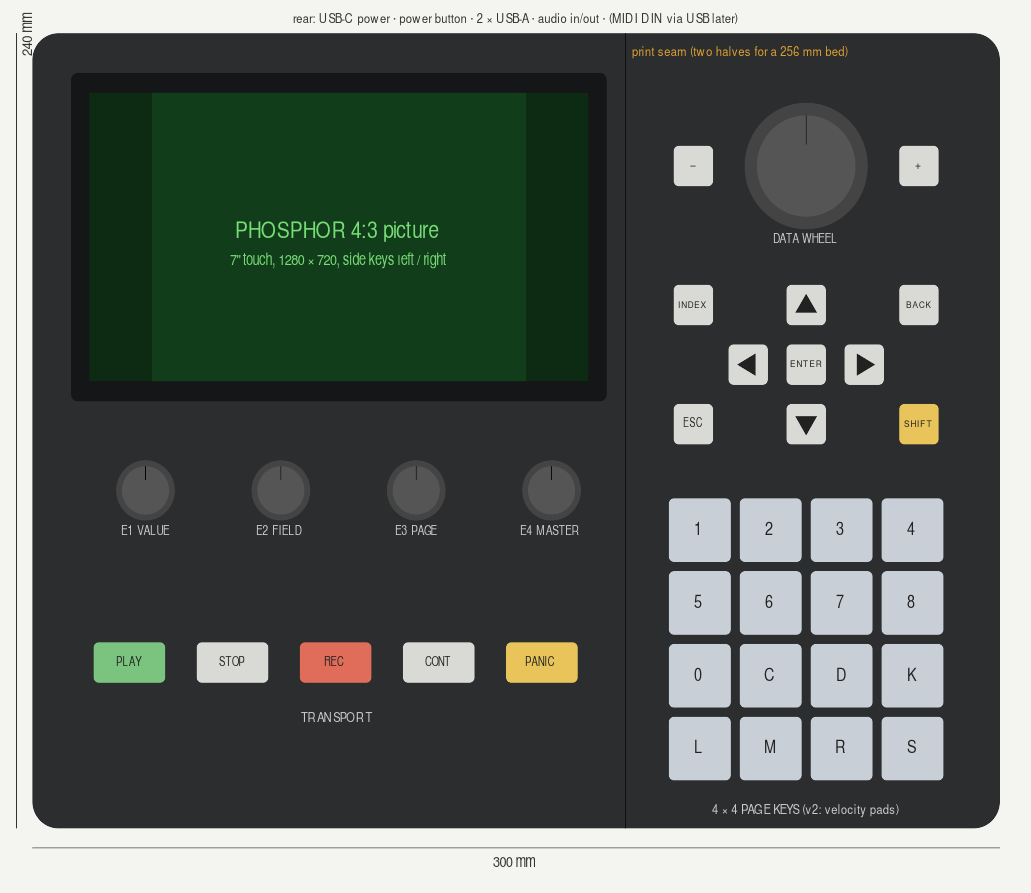 rear: USB-C power · power button · 2 × USB-A · audio in/out · (MIDI DIN via USB later)
240 mm
print seam (two halves for a 256 mm bed)
PHOSPHOR 4:3 picture
7" touch, 1280 × 720, side keys left / right
−
+
DATA WHEEL
INDEX
BACK
ENTER
ESC
SHIFT
E1 VALUE
E2 FIELD
E3 PAGE
E4 MASTER
1 2 3 4
5 6 7 8
0 C D K
L M R S
PLAY
STOP
REC
CONT
PANIC
TRANSPORT
4 × 4 PAGE KEYS (v2: velocity pads)
300 mm